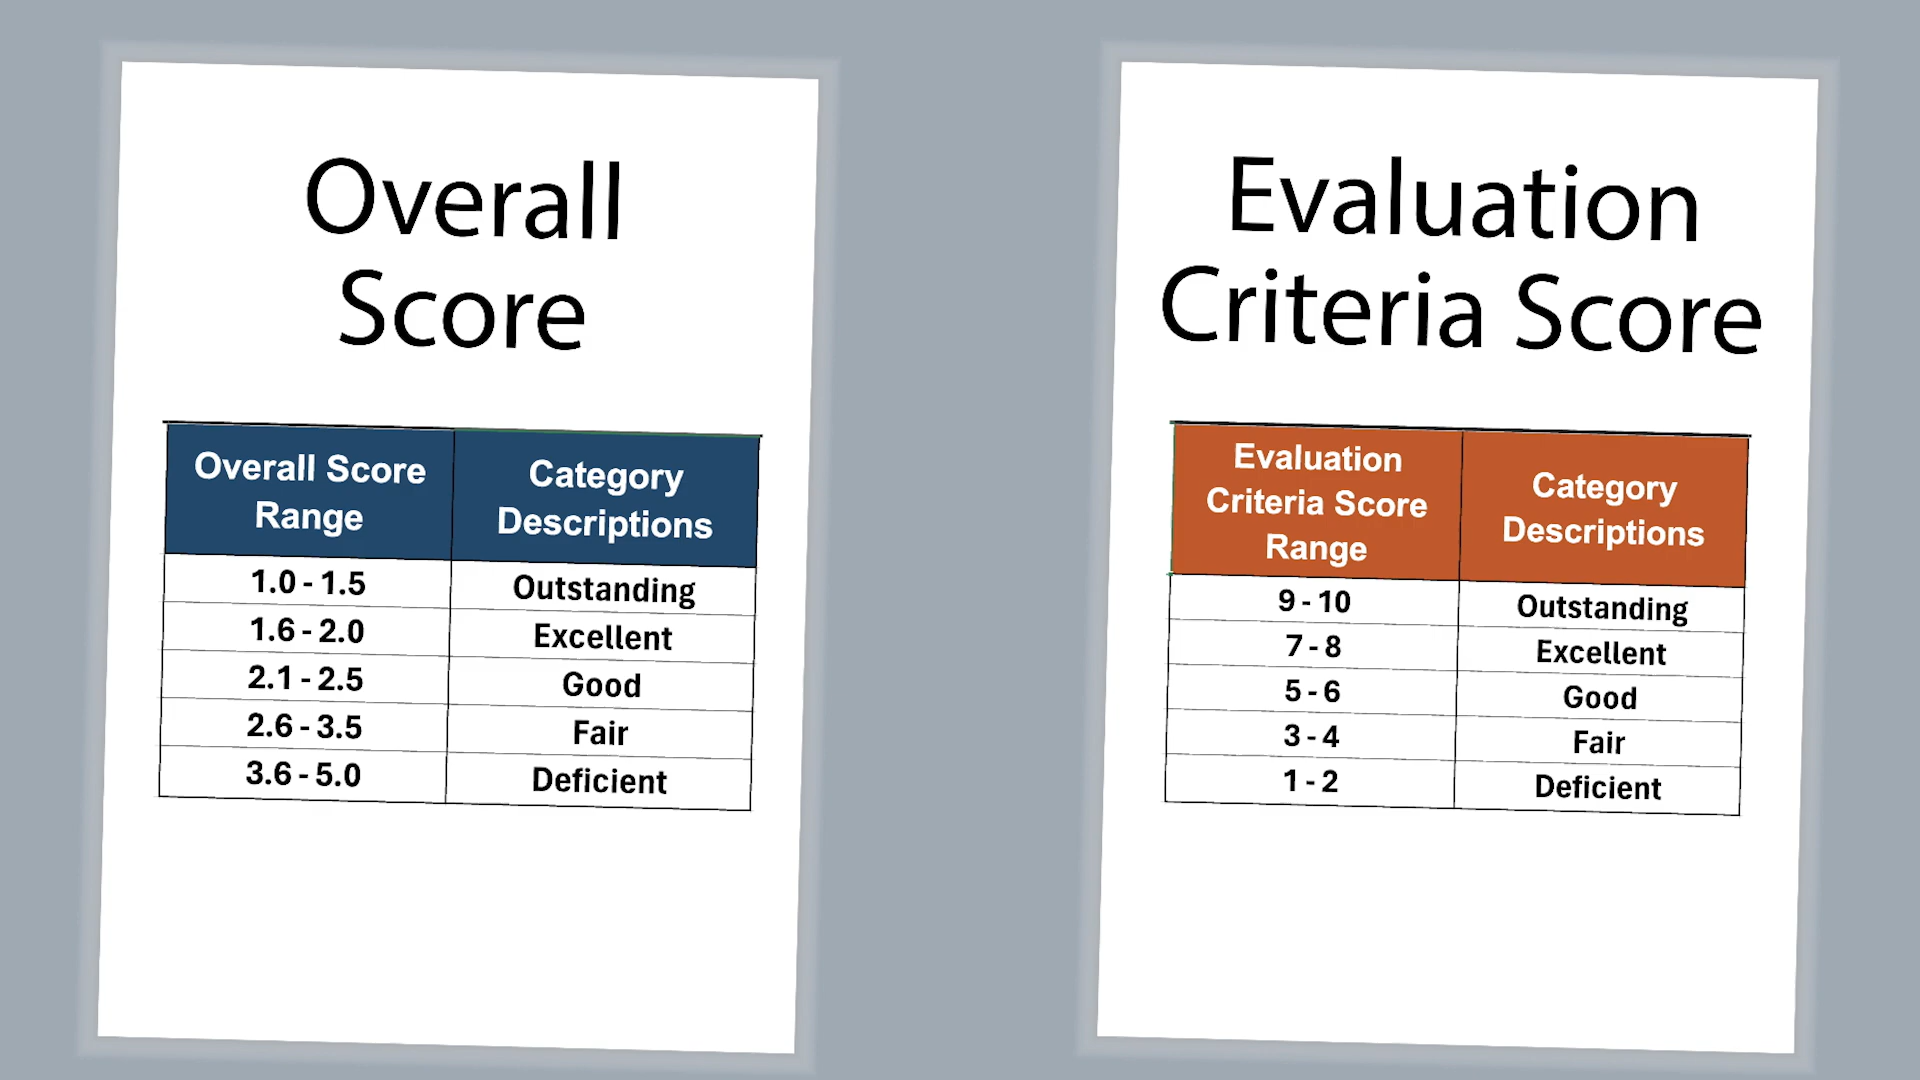 Overall
Score
Overall Score
Range
Category
Descriptions
1.0 - 1.5
Outstanding
1.6 - 2.0
Excellent
2.1 - 2.5
Good
2.6 - 3.5
Fair
3.6 - 5.0
Deficient
Evaluation
Criteria Score
Evaluation
Criteria Score
Range
Category
Descriptions
9 - 10
Outstanding
7 - 8
Excellent
5 - 6
Good
3 - 4
Fair
1 - 2
Deficient